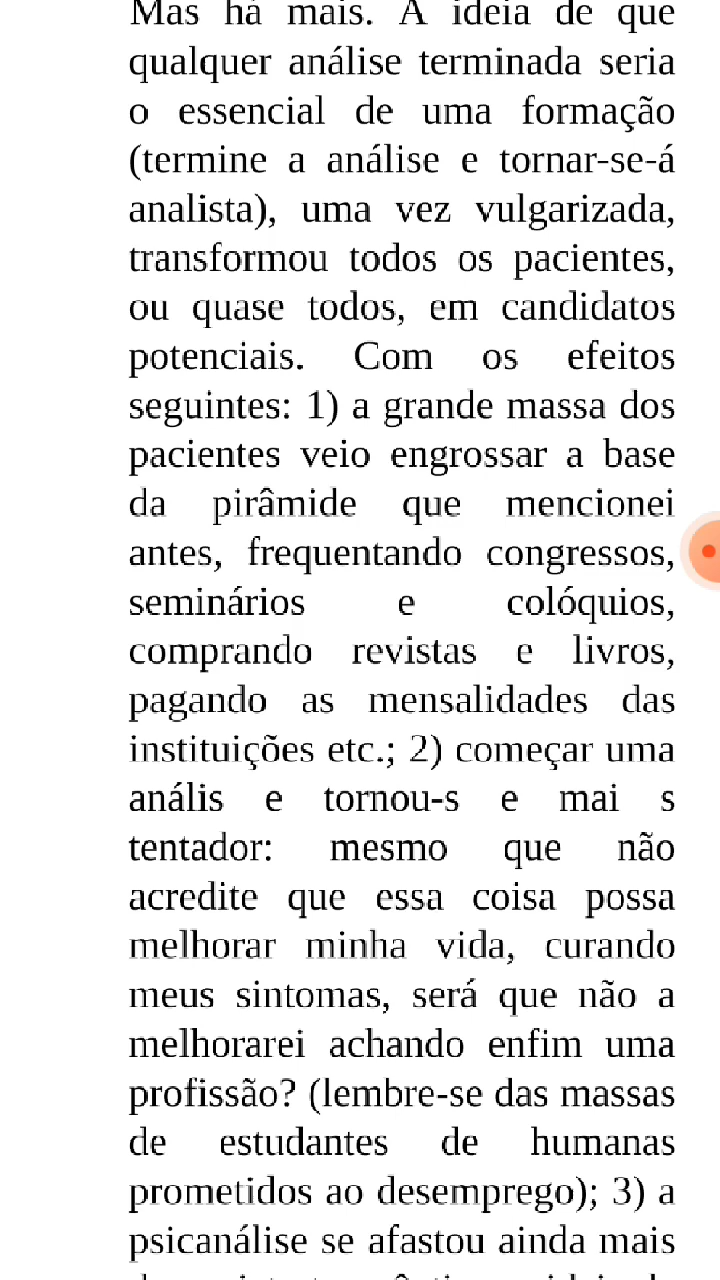 Mas há mais. A ideia de que
qualquer análise terminada seria
o essencial de uma formação
(termine a análise e tornar-se-á
analista), uma vez vulgarizada,
transformou todos os pacientes,
ou quase todos, em candidatos
potenciais. Com os efeitos
seguintes: 1) a grande massa dos
pacientes veio engrossar a base
da pirâmide que mencionei
antes, frequentando congressos,
seminários e colóquios,
comprando revistas e livros,
pagando as mensalidades das
instituições etc.; 2) começar uma
anális e tornou-s e mai s
tentador: mesmo que não
acredite que essa coisa possa
melhorar minha vida, curando
meus sintomas, será que não a
melhorarei achando enfim uma
profissão? (lembre-se das massas
de estudantes de humanas
prometidos ao desemprego); 3) a
psicanálise se afastou ainda mais